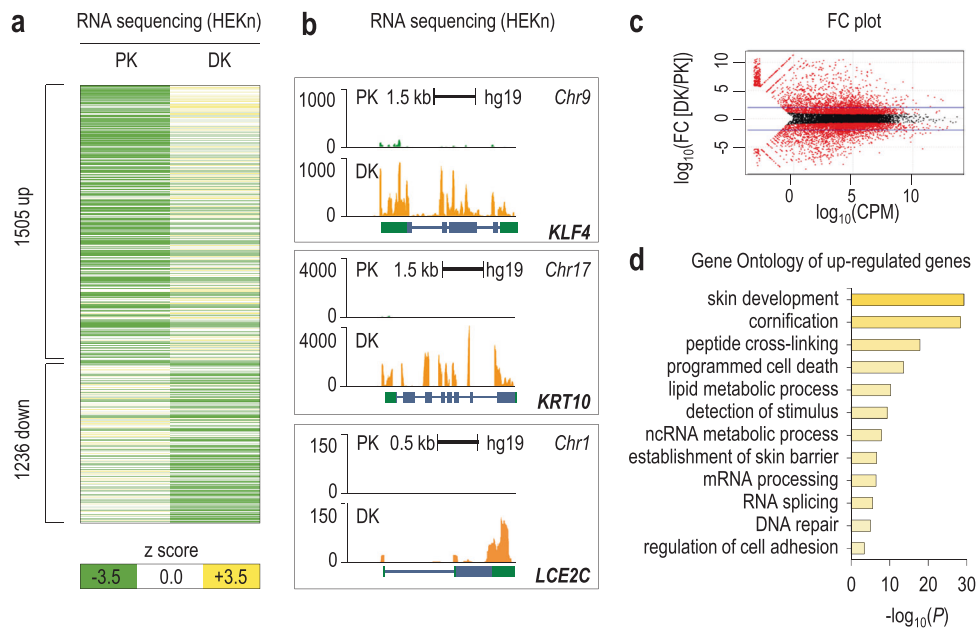 a
RNA sequencing (HEKn)
PK DK
1505 up
1236 down
z score
-3.5 0.0 +3.5
b
RNA sequencing (HEKn)
1000 PK 1.5 kb hg19 Chr9
0
1000 DK
0
KLF4
4000 PK 1.5 kb hg19 Chr17
0
4000 DK
0
KRT10
150 PK 0.5 kb hg19 Chr1
0
150 DK
0
LCE2C
c
FC plot
log10(FC [DK/PK])
10
5
0
-5
0 5 10
log10(CPM)
d
Gene Ontology of up-regulated genes
skin development
cornification
peptide cross-linking
programmed cell death
lipid metabolic process
detection of stimulus
ncRNA metabolic process
establishment of skin barrier
mRNA processing
RNA splicing
DNA repair
regulation of cell adhesion
0 10 20 30
-log10(P)